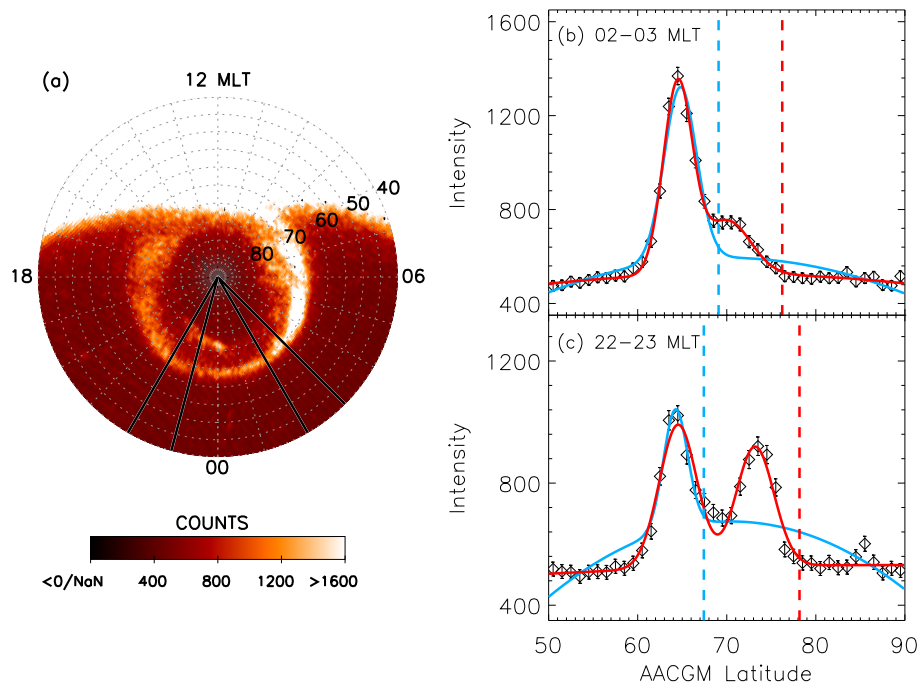 (a)
12 MLT
40
50
60
70
80
18
06
00
COUNTS
<0/NaN 400 800 1200 >1600
(b) 02-03 MLT
1600
1200
800
400
Intensity
(c) 22-23 MLT
1200
800
400
Intensity
50 60 70 80 90
AACGM Latitude